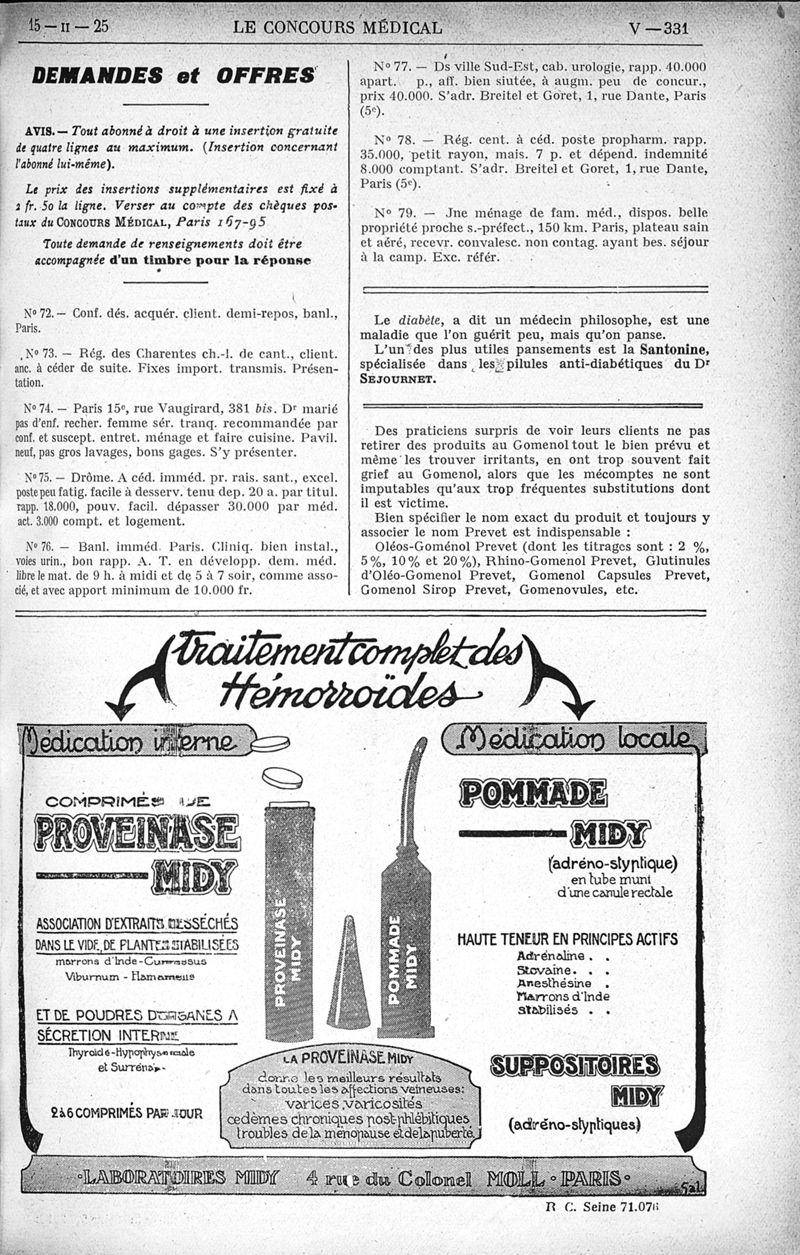 15 — II — 25
LE CONCOURS MÉDICAL
V — 331
DEMANDES et OFFRES
AVIS. — Tout abonné à droit à une insertion gratuite
de quatre lignes au maximum. (Insertion concernant
l'abonné lui-même).
Le prix des insertions supplémentaires est fixé à
2 fr. 50 la ligne. Verser au compte des chèques pos-
taux du CONCOURS MÉDICAL, Paris 167-95
Toute demande de renseignements doit être
accompagnée d'un timbre pour la réponse
N° 72. — Conf. dés. acquér. client. demi-repos, banl.,
Paris.
N° 73. — Rég. des Charentes ch.-l. de cant., client.
anc. à céder de suite. Fixes import. transmis. Présen-
tation.
N° 74. — Paris 15e, rue Vaugirard, 381 bis. Dr marié
pas d'enf. recher. femme sér. tranq. recommandée par
conf. et suscept. entret. ménage et faire cuisine. Pavil.
neuf, pas gros lavages, bons gages. S'y présenter.
N° 75. — Drôme. A céd. imméd. pr. rais. sant., excel.
poste peu fatig. facile à desserv. tenu dep. 20 a. par titul.
rapp. 18.000, pouv. facil. dépasser 30.000 par méd.
act. 3.000 compt. et logement.
N° 76. — Banl. imméd. Paris. Cliniq. bien instal.,
voies urin., bon rapp. A. T. en développ. dem. méd.
libre le mat. de 9 h. à midi et de 5 à 7 soir, comme asso-
cié, et avec apport minimum de 10.000 fr.
N° 77. — Ds ville Sud-Est, cab. urologie, rapp. 40.000
apart. p., aff. bien siutée, à augm. peu de concur.,
prix 40.000. S'adr. Breitel et Goret, 1, rue Dante, Paris
(5e).
N° 78. — Rég. cent. à céd. poste propharm. rapp.
35.000, petit rayon, mais. 7 p. et dépend. indemnité
8.000 comptant. S'adr. Breitel et Goret, 1, rue Dante,
Paris (5e).
N° 79. — Jne ménage de fam. méd., dispos. belle
propriété proche s.-préfect., 150 km. Paris, plateau sain
et aéré, recevr. convalesc. non contag. ayant bes. séjour
à la camp. Exc. référ.
Le diabète, a dit un médecin philosophe, est une
maladie que l'on guérit peu, mais qu'on panse.
L'un des plus utiles pansements est la Santonine,
spécialisée dans les pilules anti-diabétiques du Dr
SEJOURNET.
Des praticiens surpris de voir leurs clients ne pas
retirer des produits au Gomenol tout le bien prévu et
même les trouver irritants, en ont trop souvent fait
grief au Gomenol, alors que les mécomptes ne sont
imputables qu'aux trop fréquentes substitutions dont
il est victime.
Bien spécifier le nom exact du produit et toujours y
associer le nom Prevet est indispensable :
Oléos-Goménol Prevet (dont les titrages sont : 2 %,
5%, 10% et 20%), Rhino-Gomenol Prevet, Glutinules
d'Oléo-Gomenol Prevet, Gomenol Capsules Prevet,
Gomenol Sirop Prevet, Gomenovules, etc.
Traitement complet des
Hémorroïdes
Médication interne
COMPRIMÉS DE
PROVEINASE
MIDY
ASSOCIATION D'EXTRAITS DESSÉCHÉS
DANS LE VIDE, DE PLANTES STABILISÉES
marrons d'Inde - Cupressus
Viburnum - Hamamelis
ET DE POUDRES D'ORGANES A
SÉCRETION INTERNE
Thyroïde - Hypophyse totale
et Surrénale
2 à 6 COMPRIMÉS PAR JOUR
PROVEINASE
MIDY
POMMADE
MIDY
LA PROVEINASE MIDY
donne les meilleurs résultats
dans toutes les affections veineuses:
varices, varicosités
œdèmes chroniques post-phlébitiques
troubles de la ménopause et de la puberté.
Médication locale
POMMADE
MIDY
(adréno-styptique)
en tube muni
d'une canule rectale
HAUTE TENEUR EN PRINCIPES ACTIFS
Adrénaline . .
Stovaine. . .
Anesthésine .
Marrons d'Inde
stabilisés . .
SUPPOSITOIRES
MIDY
(adréno-styptiques)
LABORATOIRES MIDY 4 rue du Colonel MOLL - PARIS
Gal.
R C. Seine 71.076